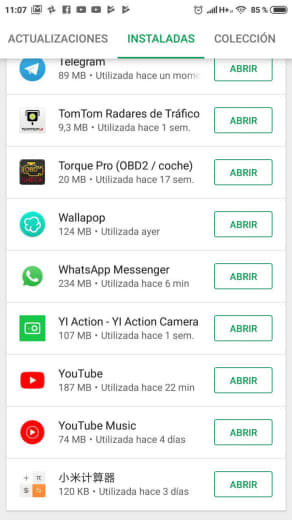 11:07 H+ 85 %
ACTUALIZACIONES INSTALADAS COLECCIÓN
Telegram
89 MB • Utilizada hace un mome
ABRIR
TomTom Radares de Tráfico
9,3 MB • Utilizada hace 1 sem.
ABRIR
Torque Pro (OBD2 / coche)
20 MB • Utilizada hace 17 sem.
ABRIR
Wallapop
124 MB • Utilizada ayer
ABRIR
WhatsApp Messenger
234 MB • Utilizada hace 6 min
ABRIR
YI Action - YI Action Camera
107 MB • Utilizada hace 1 sem.
ABRIR
YouTube
187 MB • Utilizada hace 22 min
ABRIR
YouTube Music
74 MB • Utilizada hace 4 días
ABRIR
小米计算器
120 KB • Utilizada hace 3 días
ABRIR